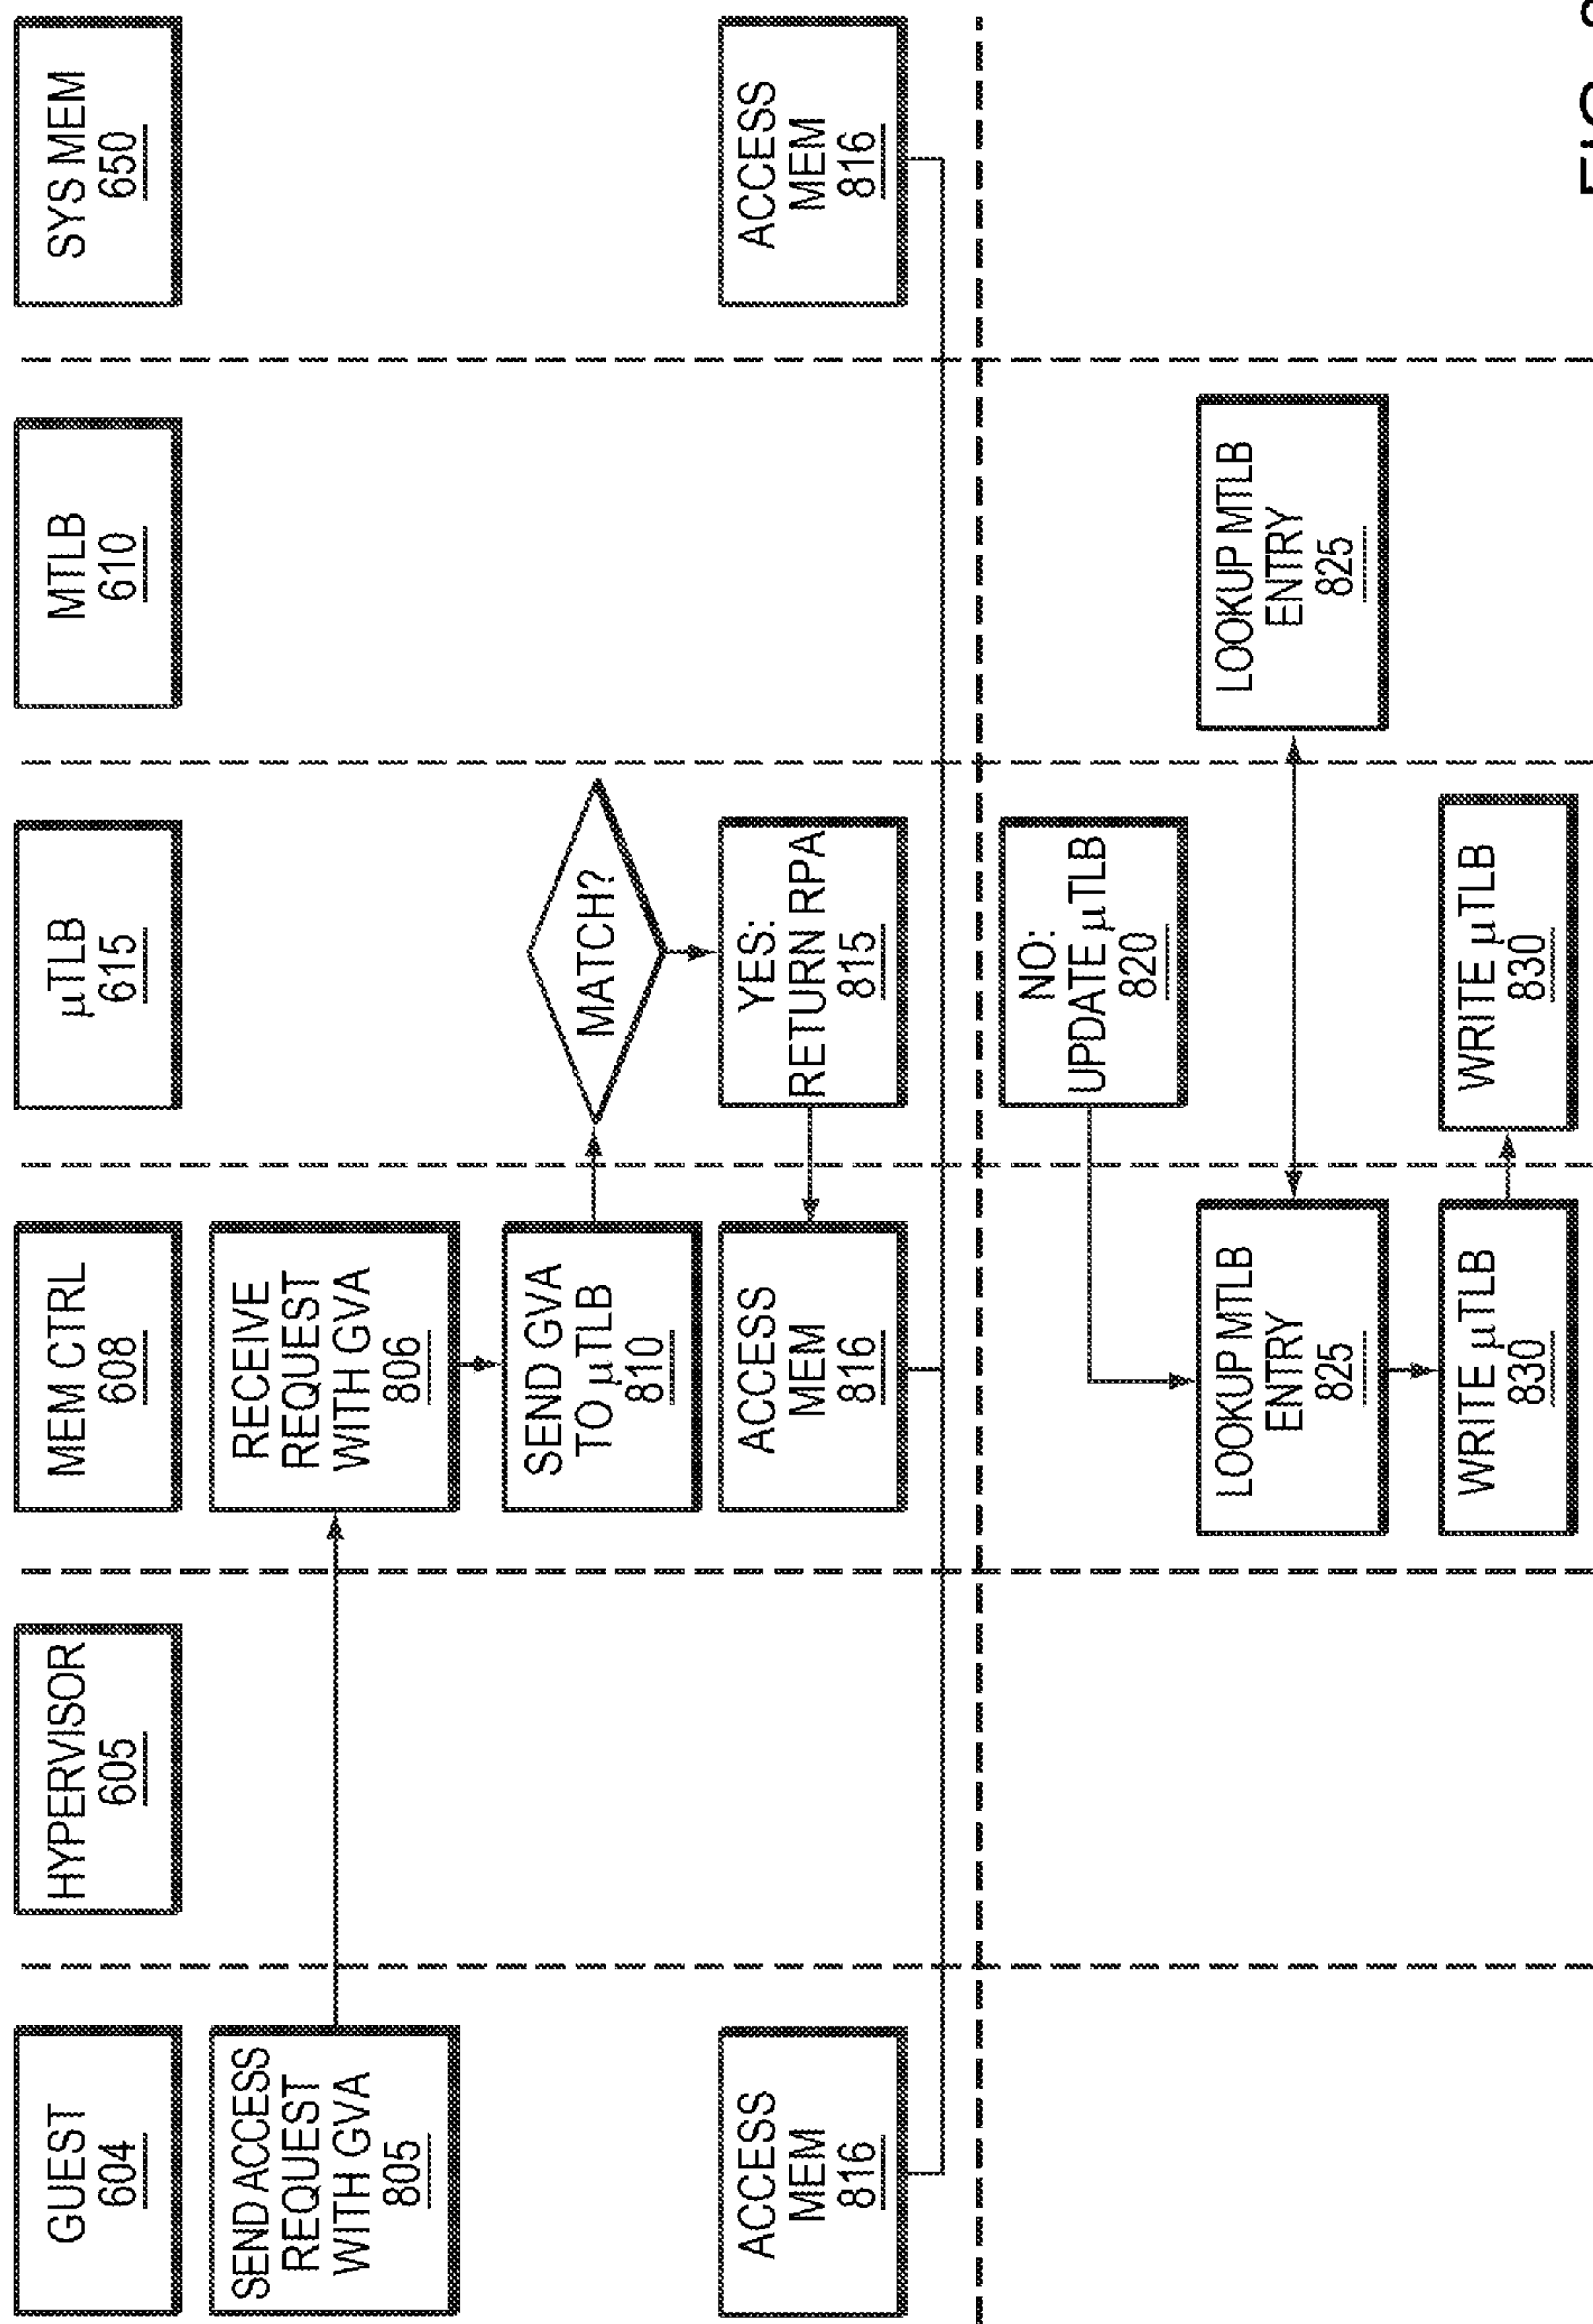 GUEST
604
HYPERVISOR
605
MEM CTRL
608
μTLB
615
MTLB
610
SYS MEM
650
SEND ACCESS
REQUEST
WITH GVA
805
RECEIVE
REQUEST
WITH GVA
806
SEND GVA
TO μTLB
810
MATCH?
ACCESS
MEM
816
ACCESS
MEM
816
YES:
RETURN RPA
815
ACCESS
MEM
816
NO:
UPDATE μTLB
820
LOOKUP MTLB
ENTRY
825
LOOKUP MTLB
ENTRY
825
WRITE μTLB
830
WRITE μTLB
830